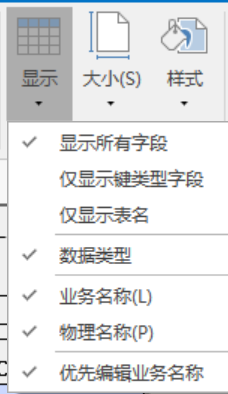 显示 大小(S) 样式
显示所有字段
仅显示键类型字段
仅显示表名
数据类型
业务名称(L)
物理名称(P)
优先编辑业务名称